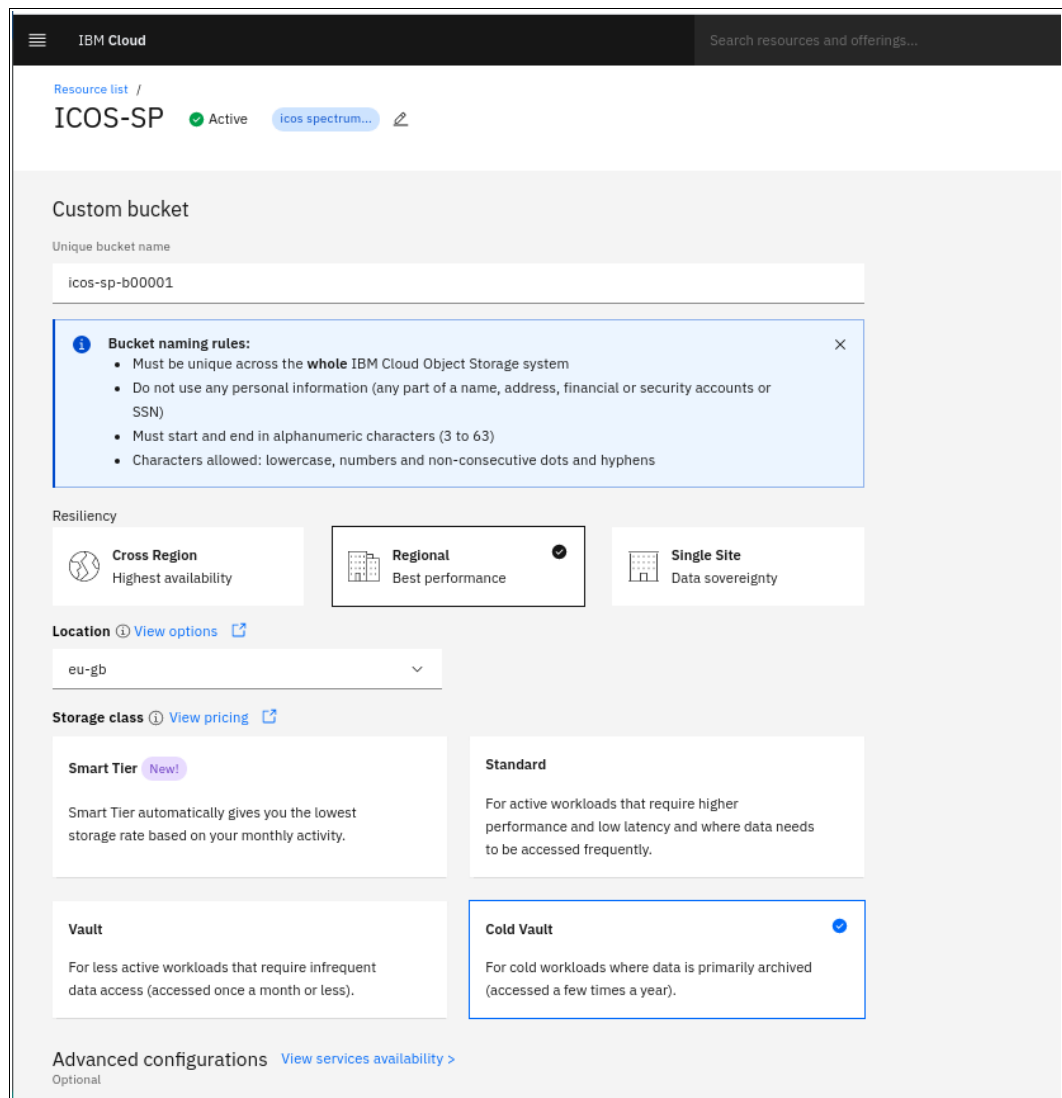 IBM Cloud
Search resources and offerings...
Resource list /
ICOS-SP
Active
icos spectrum...
Custom bucket
Unique bucket name
icos-sp-b00001
Bucket naming rules:
• Must be unique across the whole IBM Cloud Object Storage system
• Do not use any personal information (any part of a name, address, financial or security accounts or
SSN)
• Must start and end in alphanumeric characters (3 to 63)
• Characters allowed: lowercase, numbers and non-consecutive dots and hyphens
Resiliency
Cross Region
Highest availability
Regional
Best performance
Single Site
Data sovereignty
Location View options
eu-gb
Storage class View pricing
Smart Tier New!
Smart Tier automatically gives you the lowest
storage rate based on your monthly activity.
Standard
For active workloads that require higher
performance and low latency and where data needs
to be accessed frequently.
Vault
For less active workloads that require infrequent
data access (accessed once a month or less).
Cold Vault
For cold workloads where data is primarily archived
(accessed a few times a year).
Advanced configurations View services availability >
Optional